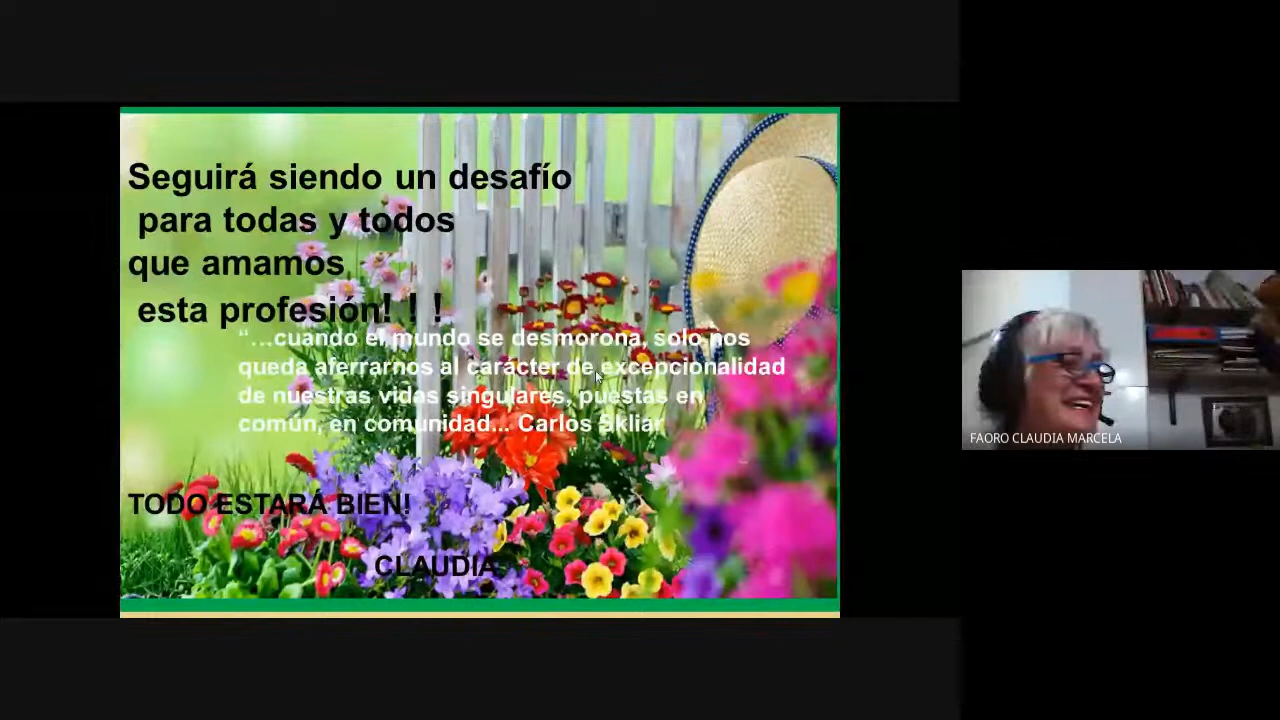 Seguirá siendo un desafío
para todas y todos
que amamos
esta profesión! ! !
“…cuando el mundo se desmorona, solo nos
queda aferrarnos al carácter de excepcionalidad
de nuestras vidas singulares, puestas en
común, en comunidad... Carlos Skliar
TODO ESTARÁ BIEN!
CLAUDIA
FAORO CLAUDIA MARCELA